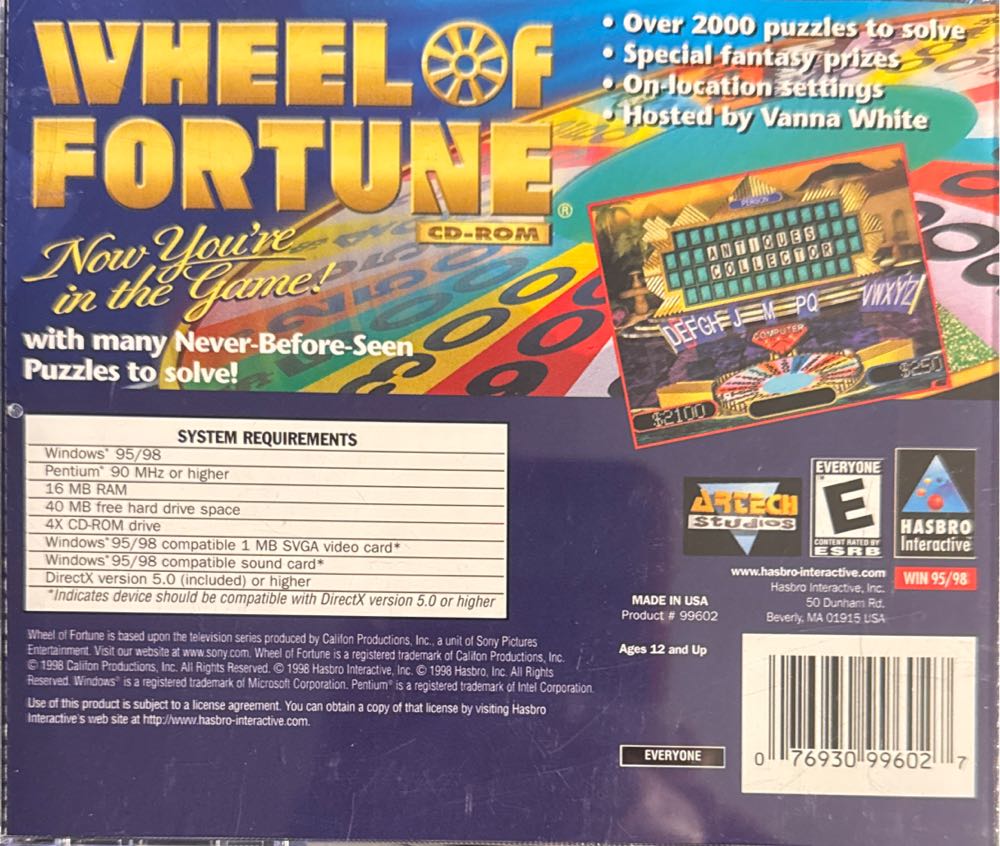 WHEEL OF
FORTUNE®
CD-ROM
Now You're
in the Game!
with many Never-Before-Seen
Puzzles to solve!
• Over 2000 puzzles to solve
• Special fantasy prizes
• On-location settings
• Hosted by Vanna White
PERSON
ANTIQUES
COLLECTOR
DEFGH J M PQ VWXYZ
COMPUTER
$2100
$250
SYSTEM REQUIREMENTS
Windows® 95/98
Pentium® 90 MHz or higher
16 MB RAM
40 MB free hard drive space
4X CD-ROM drive
Windows® 95/98 compatible 1 MB SVGA video card*
Windows® 95/98 compatible sound card*
DirectX version 5.0 (included) or higher
*Indicates device should be compatible with DirectX version 5.0 or higher
ARTECH
Studios
EVERYONE
E
CONTENT RATED BY
ESRB
HASBRO
Interactive™
WIN 95/98
www.hasbro-interactive.com
Hasbro Interactive, Inc.
50 Dunham Rd.
Beverly, MA 01915 USA
MADE IN USA
Product # 99602
Ages 12 and Up
Wheel of Fortune is based upon the television series produced by Califon Productions, Inc., a unit of Sony Pictures
Entertainment. Visit our website at www.sony.com. Wheel of Fortune is a registered trademark of Califon Productions, Inc.
© 1998 Califon Productions, Inc. All Rights Reserved. © 1998 Hasbro Interactive, Inc. © 1998 Hasbro, Inc. All Rights
Reserved. Windows® is a registered trademark of Microsoft Corporation. Pentium® is a registered trademark of Intel Corporation.
Use of this product is subject to a license agreement. You can obtain a copy of that license by visiting Hasbro
Interactive's web site at http://www.hasbro-interactive.com.
EVERYONE
0 76930 99602 7